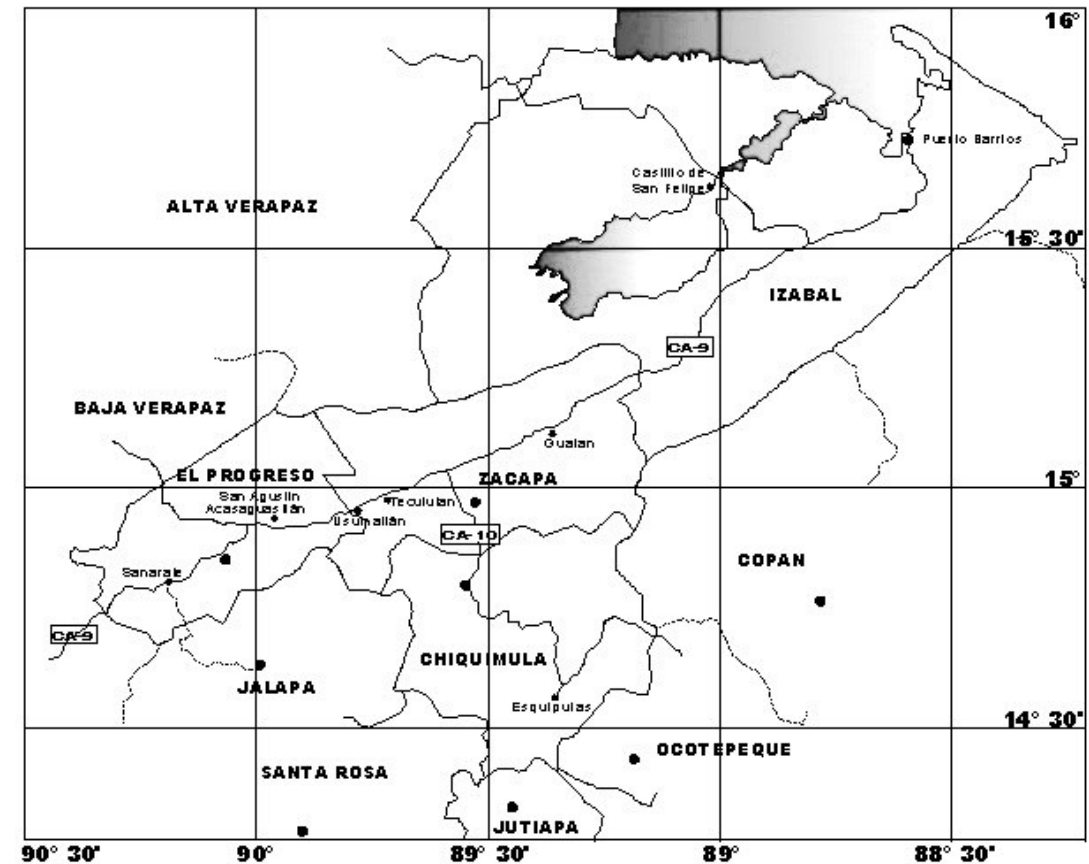 16°
Puerto Barrios
Castillo de
San Felipe
ALTA VERAPAZ
15° 30'
IZABAL
CA-9
BAJA VERAPAZ
Gualan
EL PROGRESO
ZACAPA
15°
San Agustín
Acasaguastlán
Teculutan
Usumatlán
CA-10
COPAN
Sanarate
CA-9
CHIQUIMULA
JALAPA
Esquipulas
14° 30'
OCOTEPEQUE
SANTA ROSA
JUTIAPA
90° 30'
90°
89° 30'
89°
88° 30'